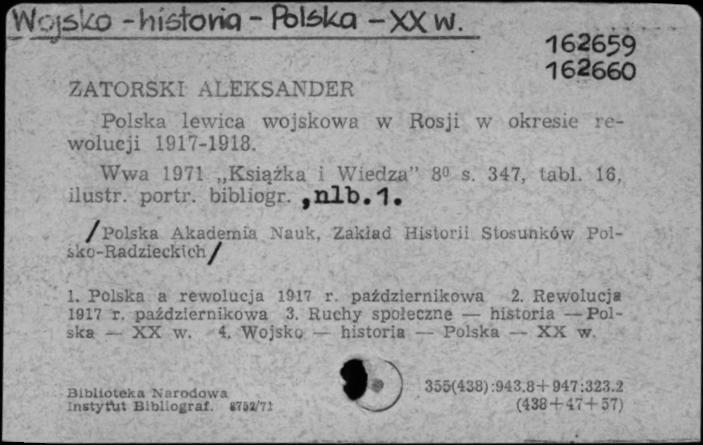 Wojsko - historia - Polska - XX w.
162659
162660
ZATORSKI ALEKSANDER
Polska lewica wojskowa w Rosji w okresie re-
wolucji 1917-1918.
Wwa 1971 „Książka i Wiedza" 8⁰ s. 347, tabl. 16,
ilustr. portr. bibliogr. , nlb. 1.
/Polska Akademia Nauk, Zakład Historii Stosunków Pol-
sko-Radzieckich/
1. Polska a rewolucja 1917 r. październikowa 2. Rewolucja
1917 r. październikowa 3. Ruchy społeczne — historia — Pol-
ska — XX w. 4. Wojsko — historia — Polska — XX w.
Biblioteka Narodowa
Instytut Bibliograf. 8752/71
355(438):943.8+947:323.2
(438+47+57)